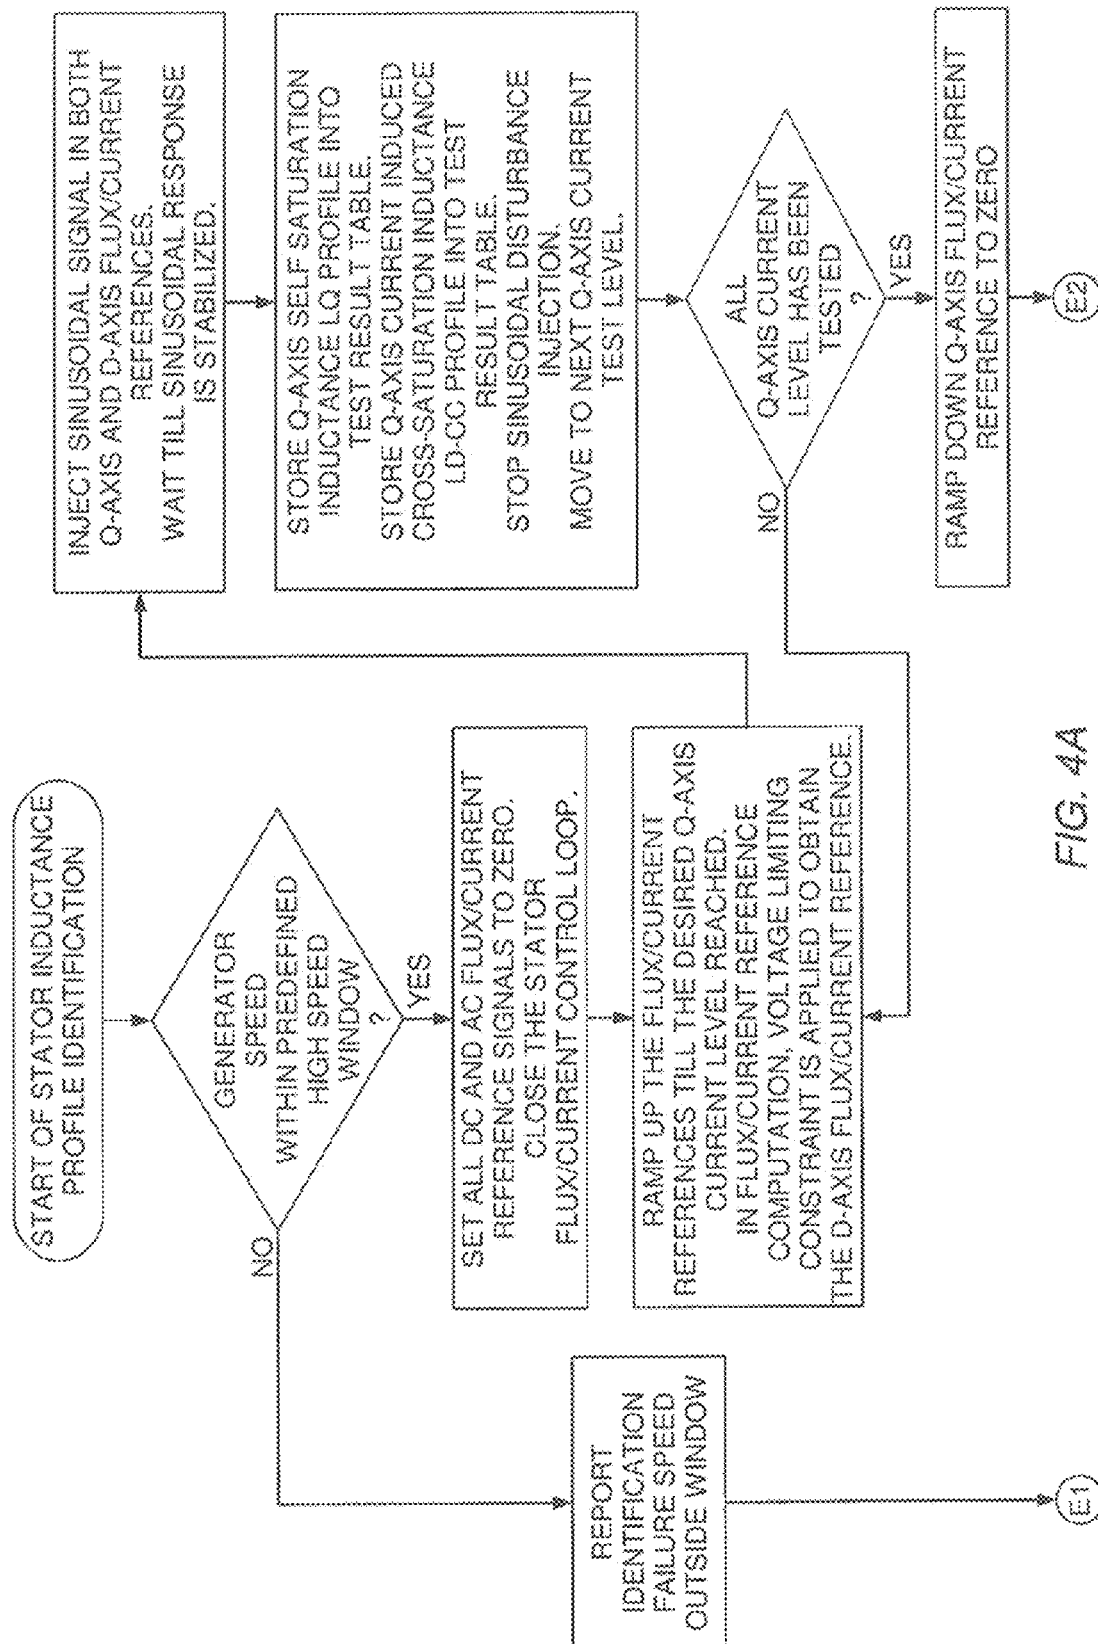 START OF STATOR INDUCTANCE
PROFILE IDENTIFICATION
GENERATOR
SPEED
WITHIN PREDEFINED
HIGH SPEED
WINDOW
?
NO
YES
REPORT
IDENTIFICATION
FAILURE SPEED
OUTSIDE WINDOW
E1
SET ALL DC AND AC FLUX/CURRENT
REFERENCE SIGNALS TO ZERO.
CLOSE THE STATOR
FLUX/CURRENT CONTROL LOOP.
RAMP UP THE FLUX/CURRENT
REFERENCES TILL THE DESIRED Q-AXIS
CURRENT LEVEL REACHED.
IN FLUX/CURRENT REFERENCE
COMPUTATION, VOLTAGE LIMITING
CONSTRAINT IS APPLIED TO OBTAIN
THE D-AXIS FLUX/CURRENT REFERENCE.
INJECT SINUSOIDAL SIGNAL IN BOTH
Q-AXIS AND D-AXIS FLUX/CURRENT
REFERENCES.
WAIT TILL SINUSOIDAL RESPONSE
IS STABILIZED.
STORE Q-AXIS SELF SATURATION
INDUCTANCE LQ PROFILE INTO
TEST RESULT TABLE.
STORE Q-AXIS CURRENT INDUCED
CROSS-SATURATION INDUCTANCE
LD-CC PROFILE INTO TEST
RESULT TABLE.
STOP SINUSOIDAL DISTURBANCE
INJECTION.
MOVE TO NEXT Q-AXIS CURRENT
TEST LEVEL.
ALL
Q-AXIS CURRENT
LEVEL HAS BEEN
TESTED
?
NO
YES
RAMP DOWN Q-AXIS FLUX/CURRENT
REFERENCE TO ZERO
E2
FIG. 4A